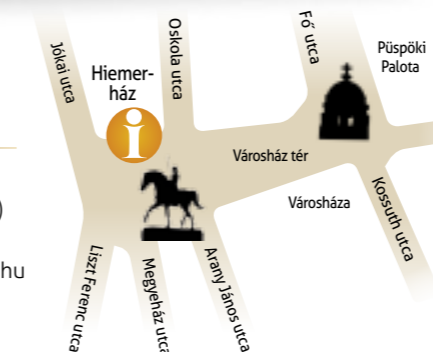 Jókai utca
Oskola utca
Fő utca
Püspöki
Palota
Hiemer-
ház
i
Városház tér
Városháza
Kossuth utca
)
hu
Liszt Ferenc utca
Megyeház utca
Arany János utca